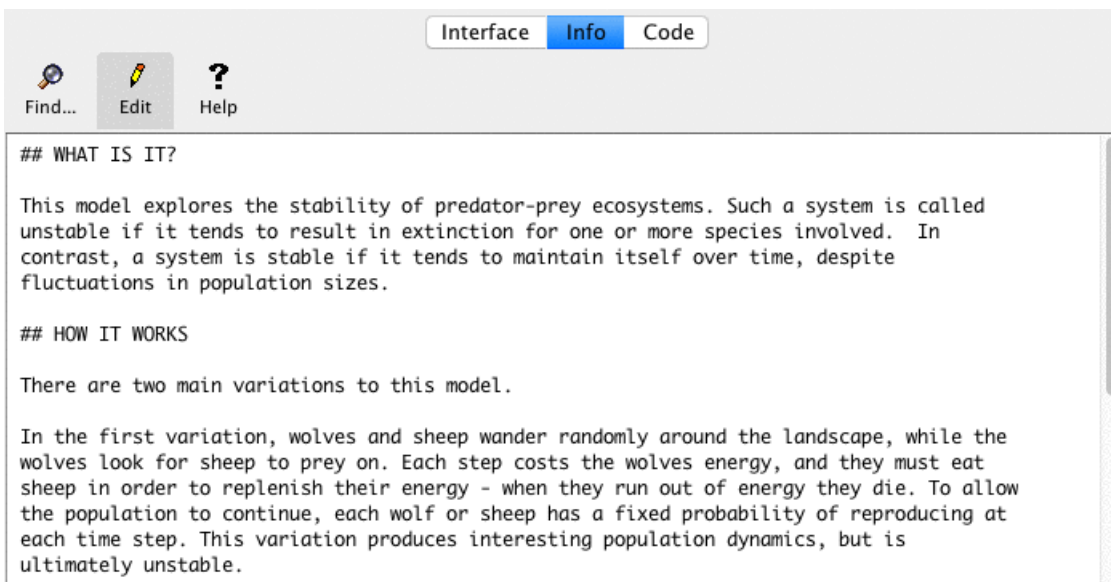 Interface Info Code
?
Find... Edit Help
## WHAT IS IT?
This model explores the stability of predator-prey ecosystems. Such a system is called
unstable if it tends to result in extinction for one or more species involved.  In
contrast, a system is stable if it tends to maintain itself over time, despite
fluctuations in population sizes.
## HOW IT WORKS
There are two main variations to this model.
In the first variation, wolves and sheep wander randomly around the landscape, while the
wolves look for sheep to prey on. Each step costs the wolves energy, and they must eat
sheep in order to replenish their energy - when they run out of energy they die. To allow
the population to continue, each wolf or sheep has a fixed probability of reproducing at
each time step. This variation produces interesting population dynamics, but is
ultimately unstable.